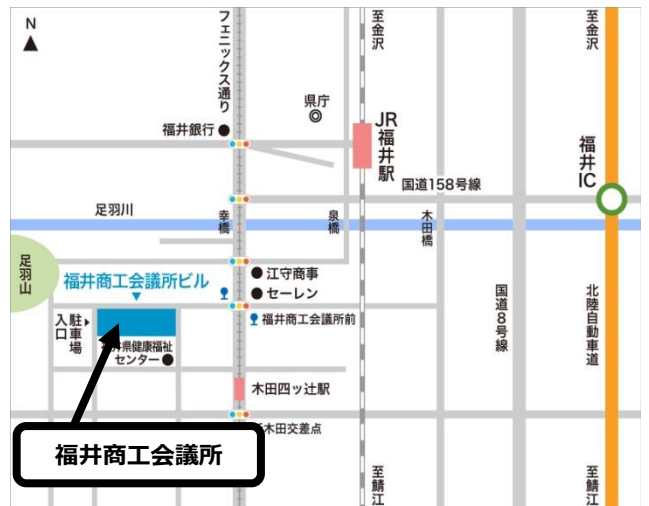 N
フェニックス通り
至金沢
至金沢
県庁
福井銀行
JR
福井駅
福井
IC
国道158号線
足羽川
幸橋
泉橋
木田橋
足羽山
江守商事
福井商工会議所ビル
セーレン
国道8号線
北陸自動車道
駐車場
入口
福井商工会議所前
井県健康福祉
センター
木田四ッ辻駅
木田交差点
福井商工会議所
至鯖江
至鯖江